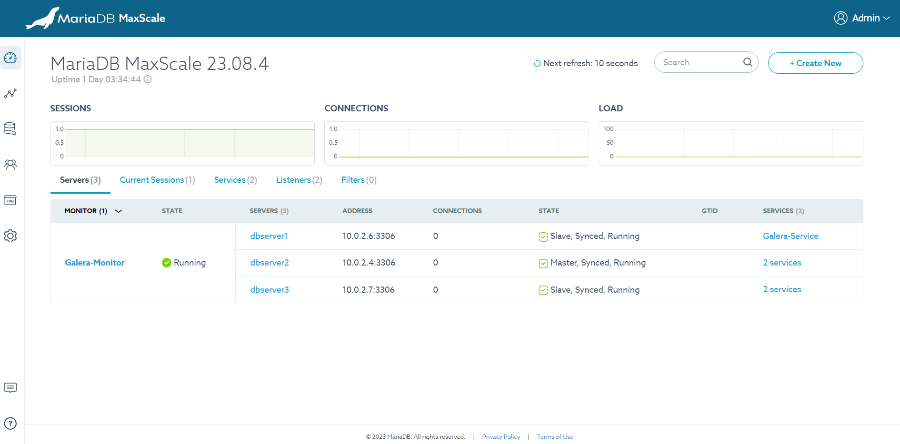 MariaDB MaxScale
Admin
MariaDB MaxScale 23.08.4
Uptime 1 Day 03:34:44
Next refresh: 10 seconds
Search
+ Create New
SESSIONS
1.0
0.5
0
CONNECTIONS
1.0
0.5
0
LOAD
100
50
0
Servers (3) Current Sessions (1) Services (2) Listeners (2) Filters (0)
MONITOR (1) STATE SERVERS (3) ADDRESS CONNECTIONS STATE GTID SERVICES (2)
dbserver1 10.0.2.6:3306 0 Slave, Synced, Running Galera-Service
Galera-Monitor Running dbserver2 10.0.2.4:3306 0 Master, Synced, Running 2 services
dbserver3 10.0.2.7:3306 0 Slave, Synced, Running 2 services
© 2023 MariaDB. All rights reserved. | Privacy Policy | Terms of Use